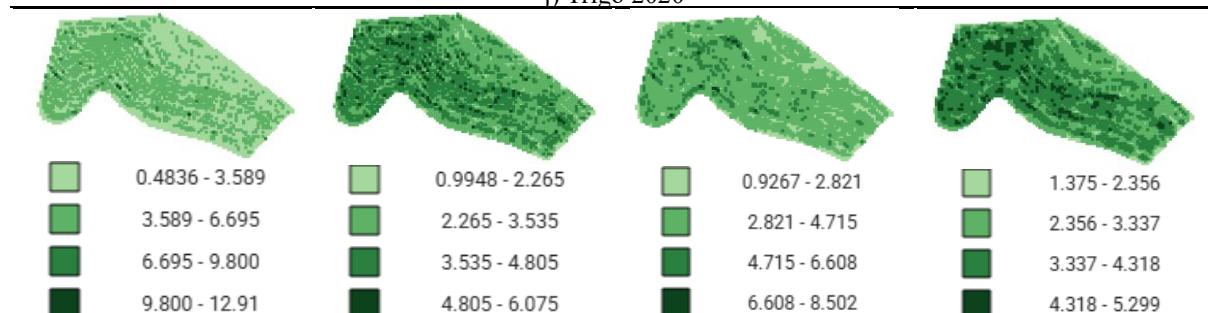 j) Trigo 2020
0.4836 - 3.589 0.9948 - 2.265 0.9267 - 2.821 1.375 - 2.356
3.589 - 6.695 2.265 - 3.535 2.821 - 4.715 2.356 - 3.337
6.695 - 9.800 3.535 - 4.805 4.715 - 6.608 3.337 - 4.318
9.800 - 12.91 4.805 - 6.075 6.608 - 8.502 4.318 - 5.299